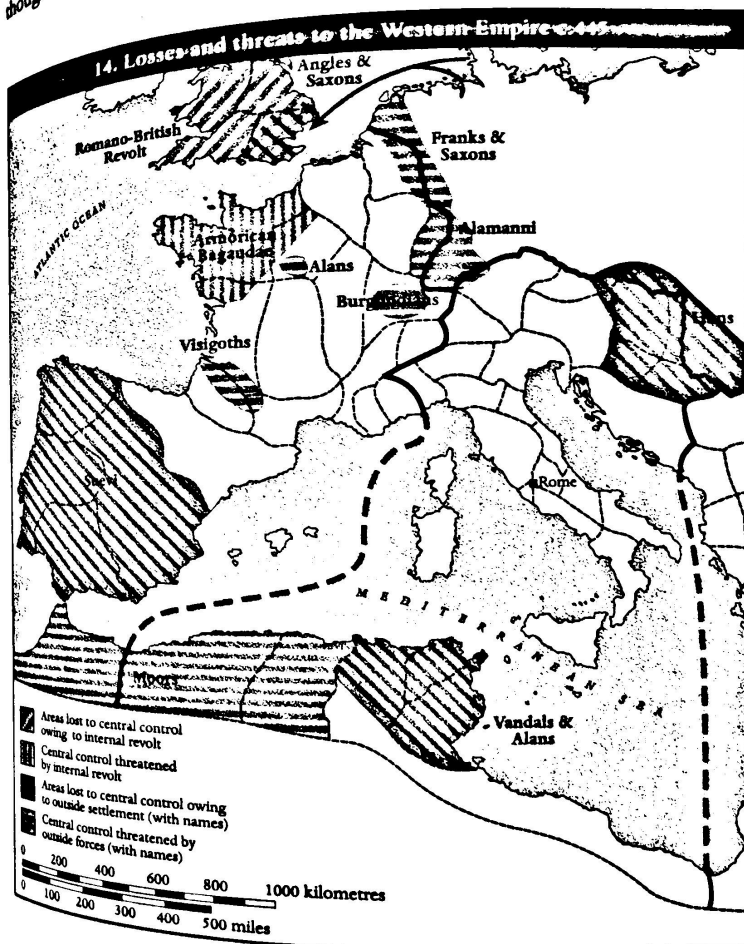 thoug
14. Losses and threats to the Western Empire c.445
Angles &
Saxons
Romano-British
Revolt
Franks &
Saxons
ATLANTIC OCEAN
Armorican
Bagaudae
Alamanni
Alans
Burgundians
Huns
Visigoths
Suevi
Rome
MEDITERRANEAN SEA
Moors
Vandals &
Alans
Areas lost to central control
owing to internal revolt
Central control threatened
by internal revolt
Areas lost to central control owing
to outside settlement (with names)
Central control threatened by
outside forces (with names)
0 200 400 600 800 1000 kilometres
0 100 200 300 400 500 miles